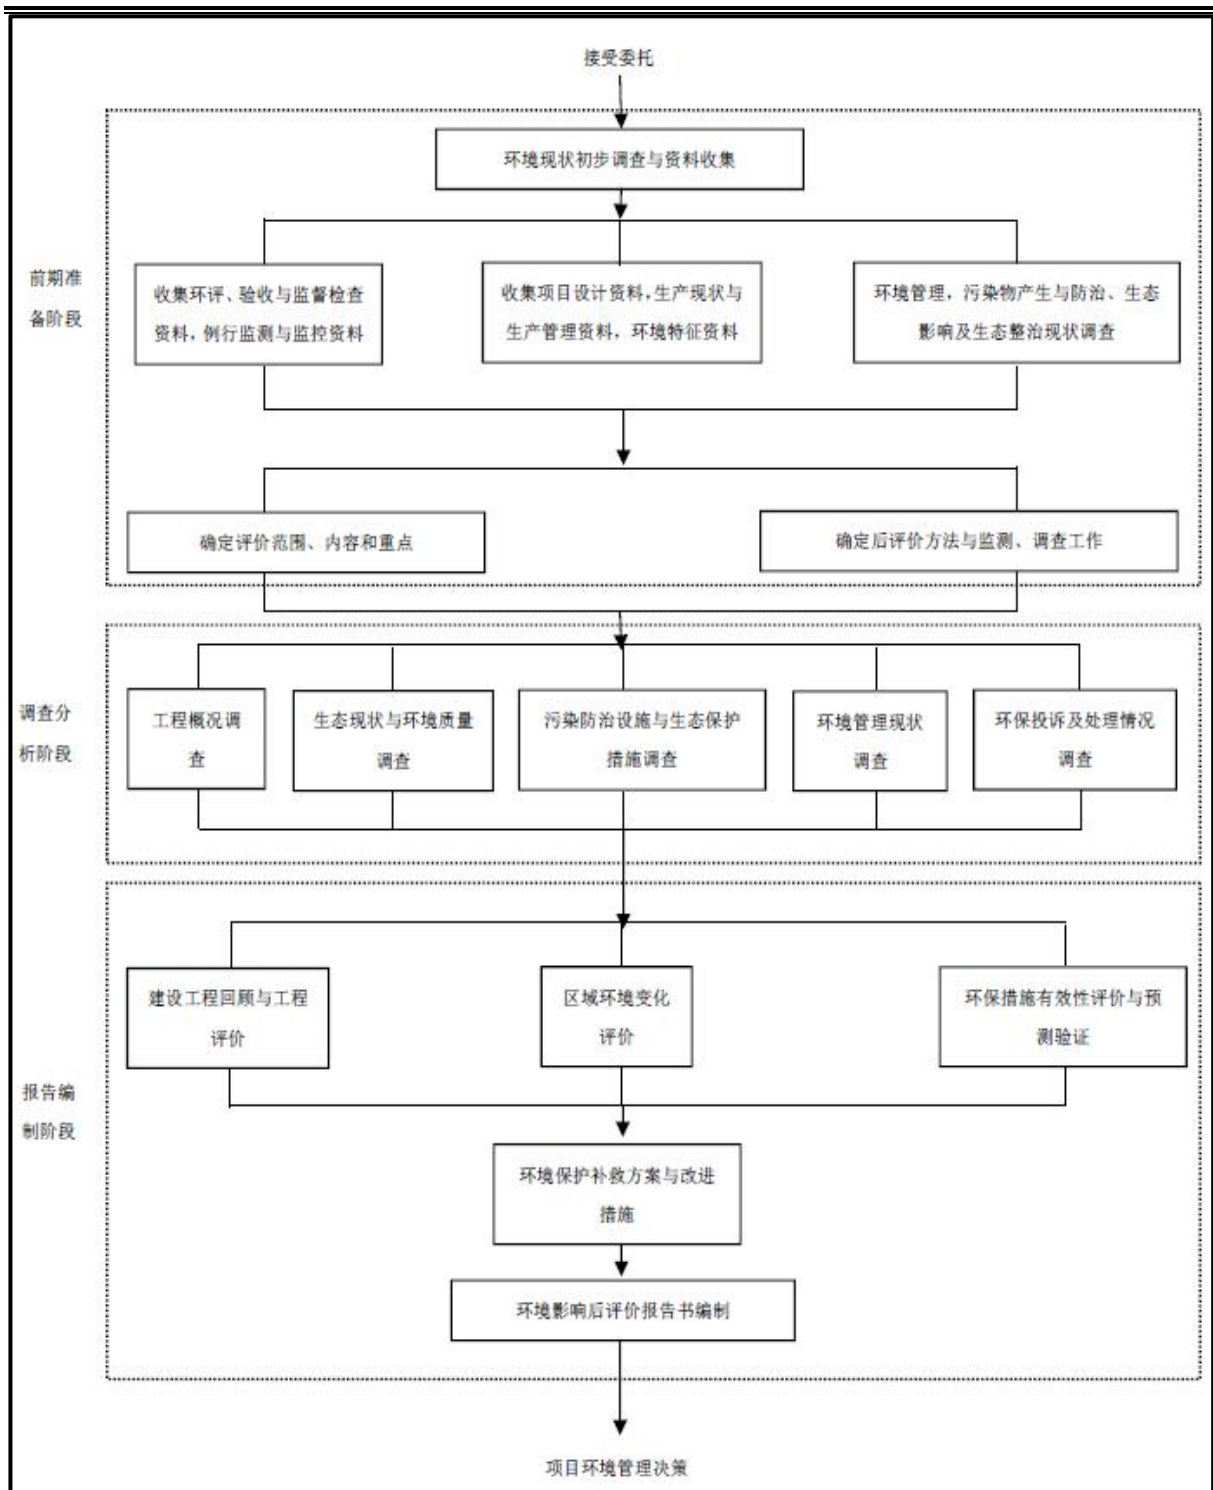 接受委托
环境现状初步调查与资料收集
前期准
备阶段
收集环评、验收与监督检查
资料，例行监测与监控资料
收集项目设计资料，生产现状与
生产管理资料，环境特征资料
环境管理，污染物产生与防治、生态
影响及生态整治现状调查
确定评价范围、内容和重点
确定后评价方法与监测、调查工作
调查分
析阶段
工程概况调
查
生态现状与环境质量
调查
污染防治设施与生态保护
措施调查
环境管理现状
调查
环保投诉及处理情况
调查
报告编
制阶段
建设工程回顾与工程
评价
区域环境变化
评价
环保措施有效性评价与预
测验证
环境保护补救方案与改进
措施
环境影响后评价报告书编制
项目环境管理决策